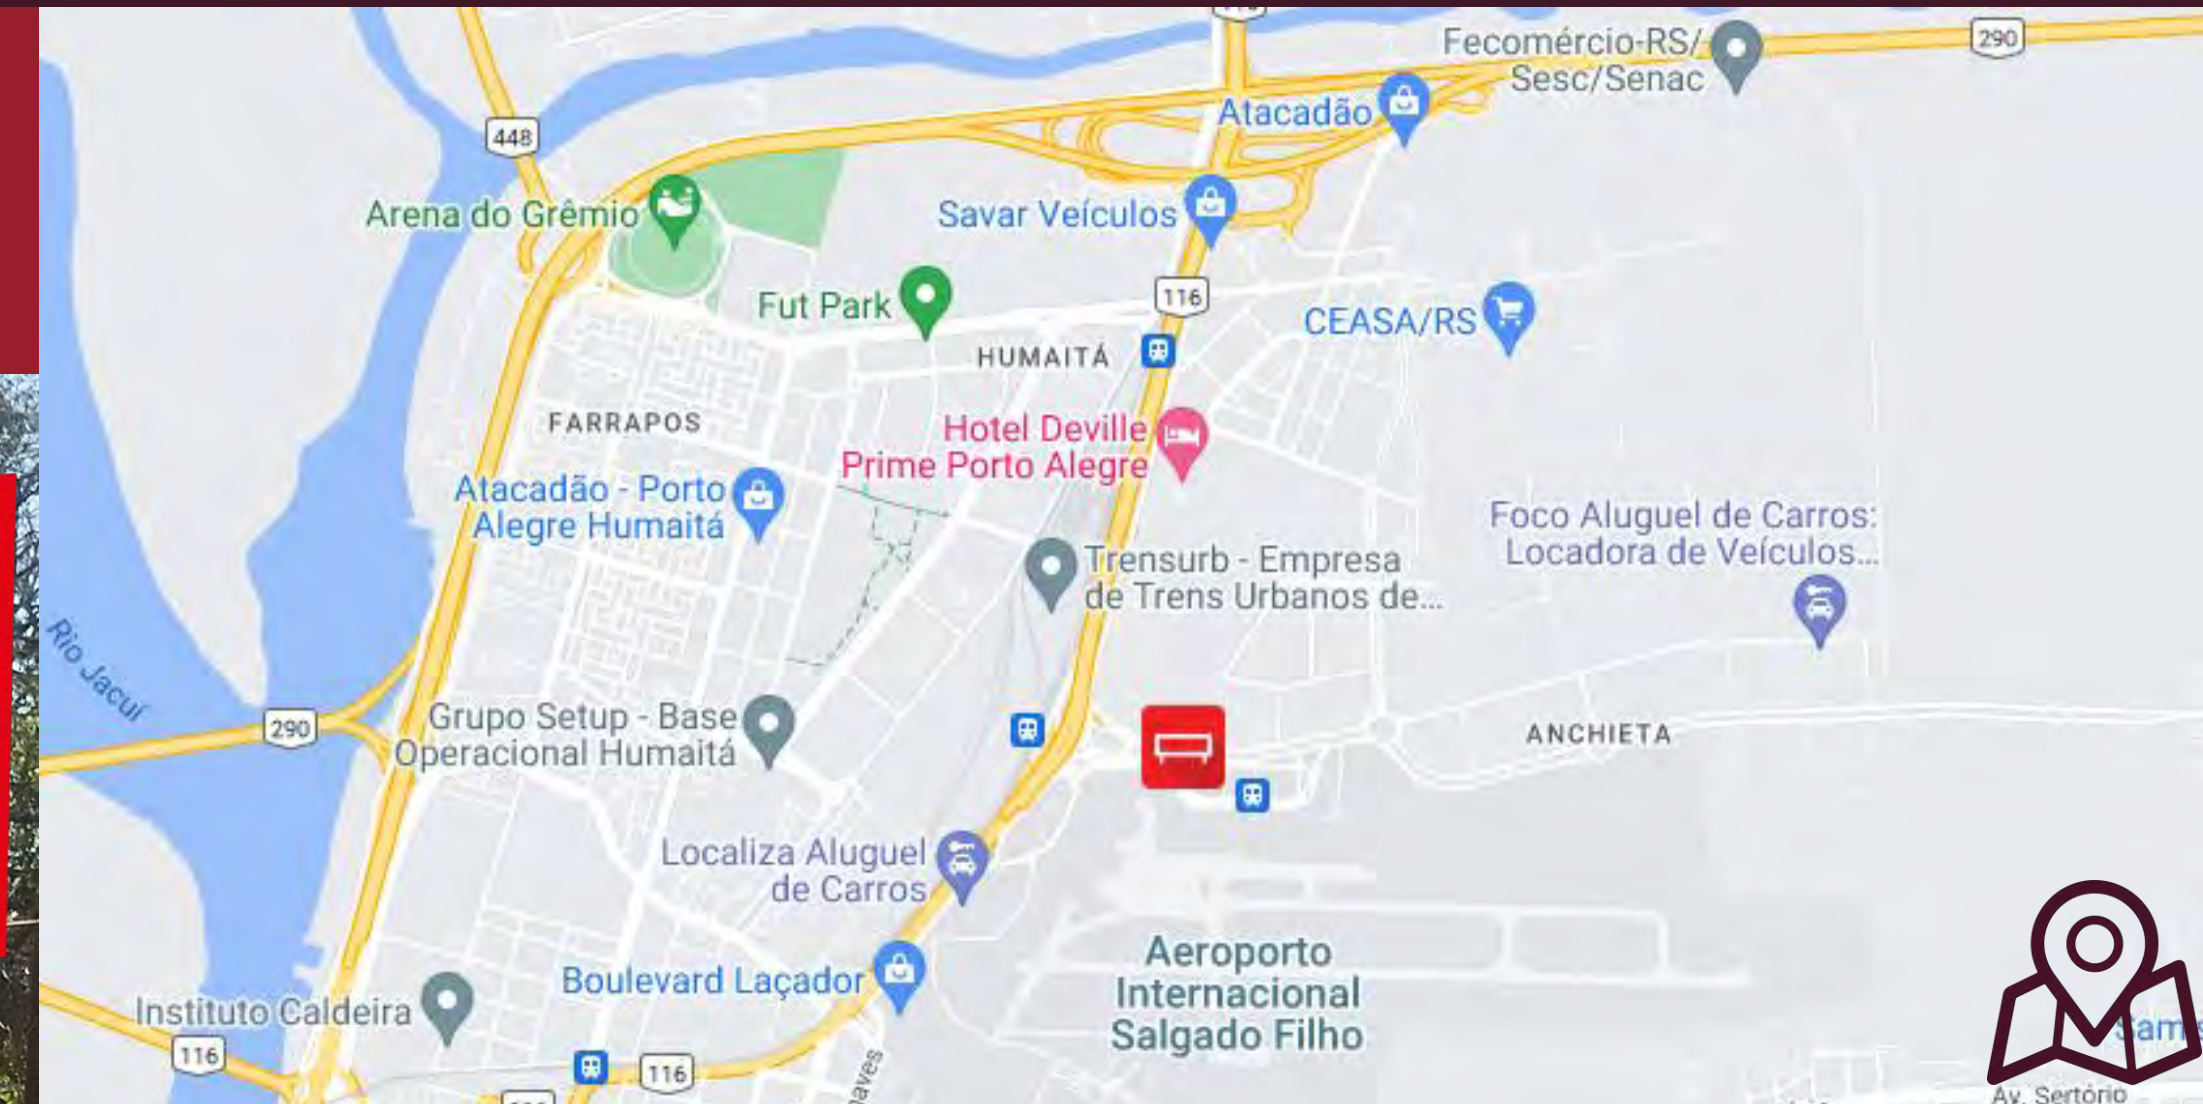 Fecomércio-RS/
Sesc/Senac
290
Atacadão
448
Arena do Grêmio
Savar Veículos
116
Fut Park
CEASA/RS
HUMAITÁ
FARRAPOS
Hotel Deville
Prime Porto Alegre
Atacadão - Porto
Alegre Humaitá
Foco Aluguel de Carros:
Locadora de Veículos...
Trensurb - Empresa
de Trens Urbanos de...
Rio Jacuí
290
Grupo Setup - Base
Operacional Humaitá
ANCHIETA
Localiza Aluguel
de Carros
Aeroporto
Internacional
Salgado Filho
Boulevard Laçador
Instituto Caldeira
116
116
Av. Sertório